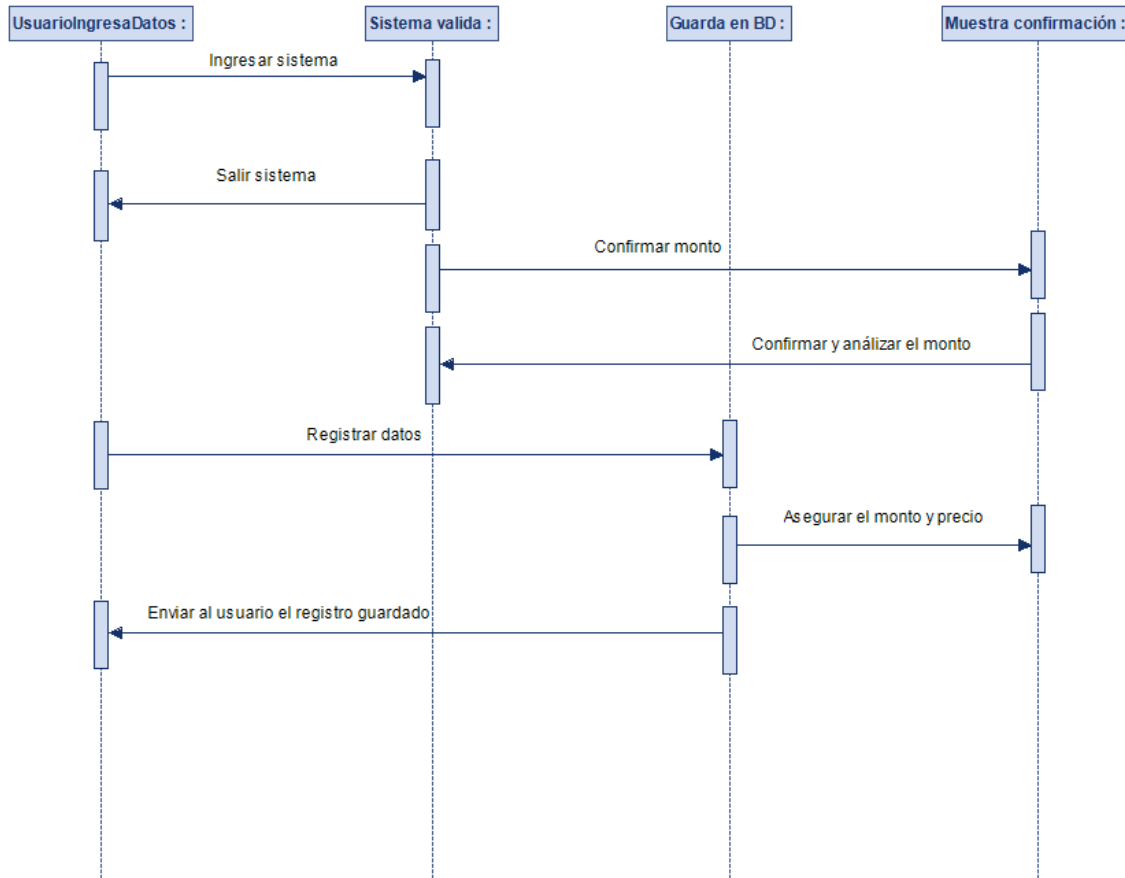 UsuarioIngresaDatos :
Sistema valida :
Guarda en BD :
Muestra confirmación :
Ingresar sistema
Salir sistema
Confirmar monto
Confirmar y análizar el monto
Registrar datos
Asegurar el monto y precio
Enviar al usuario el registro guardado